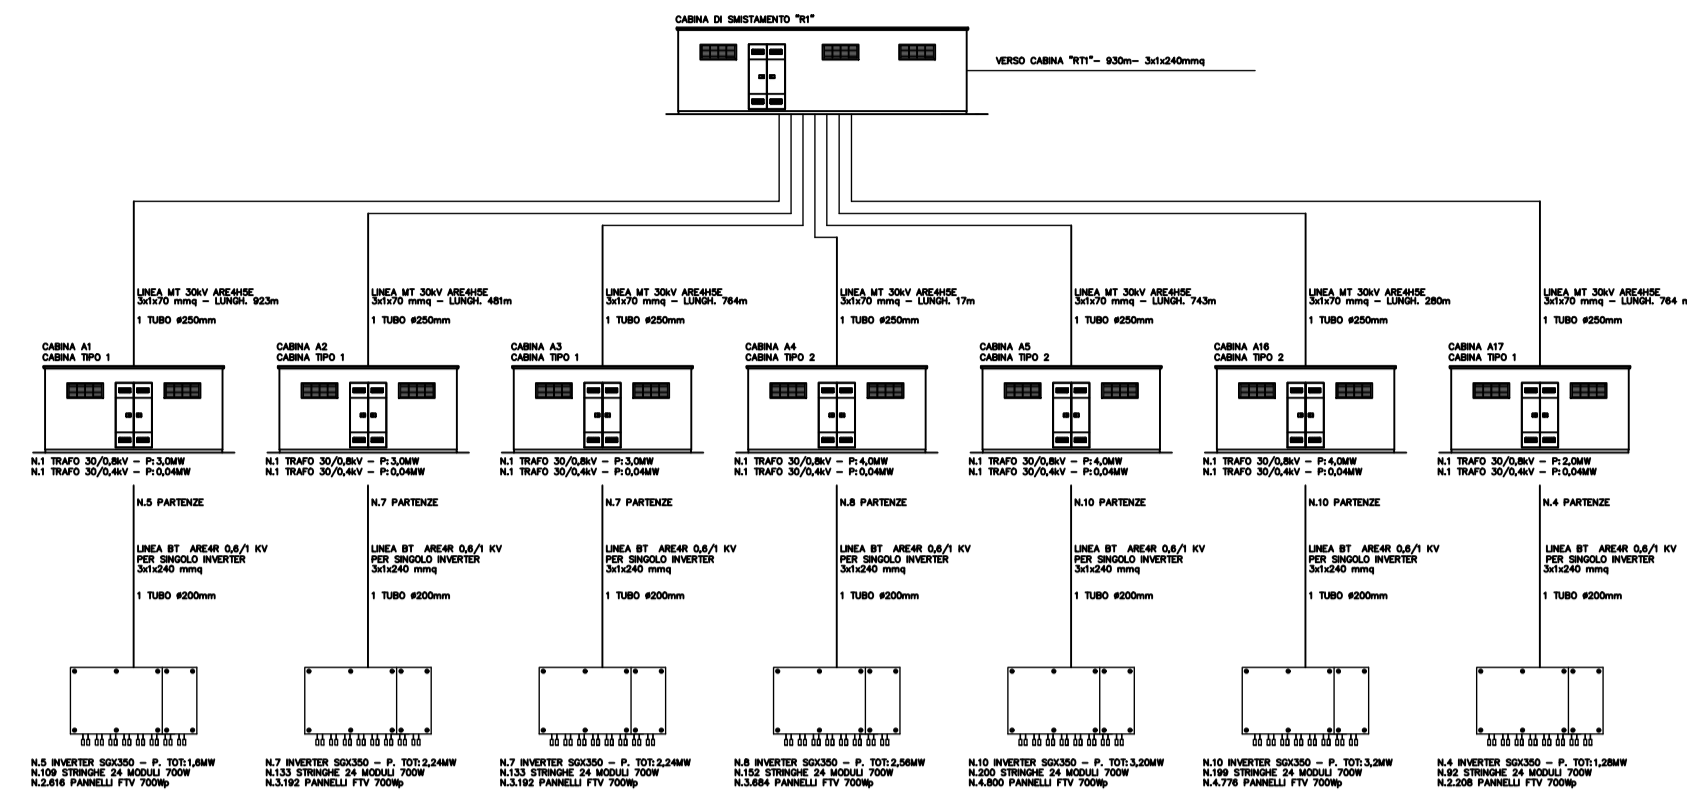 CABINA DI SMISTAMENTO "R1"
VERSO CABINA "RT1"- 930m- 3x1x240mmq
LINEA MT 30kV ARE4H5E
3x1x70 mmq - LUNGH. 923m
1 TUBO ø250mm
CABINA A1
CABINA TIPO 1
N.1 TRAFO 30/0,8kV - P:3,0MW
N.1 TRAFO 30/0,4kV - P:0,04MW
N.5 PARTENZE
LINEA BT ARE4R 0,6/1 KV
PER SINGOLO INVERTER
3x1x240 mmq
1 TUBO ø200mm
N.5 INVERTER SGX350 - P. TOT:1,6MW
N.109 STRINGHE 24 MODULI 700W
N.2.616 PANNELLI FTV 700Wp
LINEA MT 30kV ARE4H5E
3x1x70 mmq - LUNGH. 481m
1 TUBO ø250mm
CABINA A2
CABINA TIPO 1
N.1 TRAFO 30/0,8kV - P:3,0MW
N.1 TRAFO 30/0,4kV - P:0,04MW
N.7 PARTENZE
LINEA BT ARE4R 0,6/1 KV
PER SINGOLO INVERTER
3x1x240 mmq
1 TUBO ø200mm
N.7 INVERTER SGX350 - P. TOT:2,24MW
N.133 STRINGHE 24 MODULI 700W
N.3.192 PANNELLI FTV 700Wp
LINEA MT 30kV ARE4H5E
3x1x70 mmq - LUNGH. 764m
1 TUBO ø250mm
CABINA A3
CABINA TIPO 1
N.1 TRAFO 30/0,8kV - P:3,0MW
N.1 TRAFO 30/0,4kV - P:0,04MW
N.7 PARTENZE
LINEA BT ARE4R 0,6/1 KV
PER SINGOLO INVERTER
3x1x240 mmq
1 TUBO ø200mm
N.7 INVERTER SGX350 - P. TOT:2,24MW
N.133 STRINGHE 24 MODULI 700W
N.3.192 PANNELLI FTV 700Wp
LINEA MT 30kV ARE4H5E
3x1x70 mmq - LUNGH. 17m
1 TUBO ø250mm
CABINA A4
CABINA TIPO 2
N.1 TRAFO 30/0,8kV - P:4,0MW
N.1 TRAFO 30/0,4kV - P:0,04MW
N.8 PARTENZE
LINEA BT ARE4R 0,6/1 KV
PER SINGOLO INVERTER
3x1x240 mmq
1 TUBO ø200mm
N.8 INVERTER SGX350 - P. TOT:2,56MW
N.152 STRINGHE 24 MODULI 700W
N.3.684 PANNELLI FTV 700Wp
LINEA MT 30kV ARE4H5E
3x1x70 mmq - LUNGH. 743m
1 TUBO ø250mm
CABINA A5
CABINA TIPO 2
N.1 TRAFO 30/0,8kV - P:4,0MW
N.1 TRAFO 30/0,4kV - P:0,04MW
N.10 PARTENZE
LINEA BT ARE4R 0,6/1 KV
PER SINGOLO INVERTER
3x1x240 mmq
1 TUBO ø200mm
N.10 INVERTER SGX350 - P. TOT:3,20MW
N.200 STRINGHE 24 MODULI 700W
N.4.800 PANNELLI FTV 700Wp
LINEA MT 30kV ARE4H5E
3x1x70 mmq - LUNGH. 280m
1 TUBO ø250mm
CABINA A16
CABINA TIPO 2
N.1 TRAFO 30/0,8kV - P:4,0MW
N.1 TRAFO 30/0,4kV - P:0,04MW
N.10 PARTENZE
LINEA BT ARE4R 0,6/1 KV
PER SINGOLO INVERTER
3x1x240 mmq
1 TUBO ø200mm
N.10 INVERTER SGX350 - P. TOT:3,2MW
N.199 STRINGHE 24 MODULI 700W
N.4.776 PANNELLI FTV 700Wp
LINEA MT 30kV ARE4H5E
3x1x70 mmq - LUNGH. 764
1 TUBO ø250mm
CABINA A17
CABINA TIPO 1
N.1 TRAFO 30/0,8kV - P:2,0MW
N.1 TRAFO 30/0,4kV - P:0,04MW
N.4 PARTENZE
LINEA BT ARE4R 0,6/1 KV
PER SINGOLO INVERTER
3x1x240 mmq
1 TUBO ø200mm
N.4 INVERTER SGX350 - P. TOT:1,28MW
N.92 STRINGHE 24 MODULI 700W
N.2.208 PANNELLI FTV 700Wp